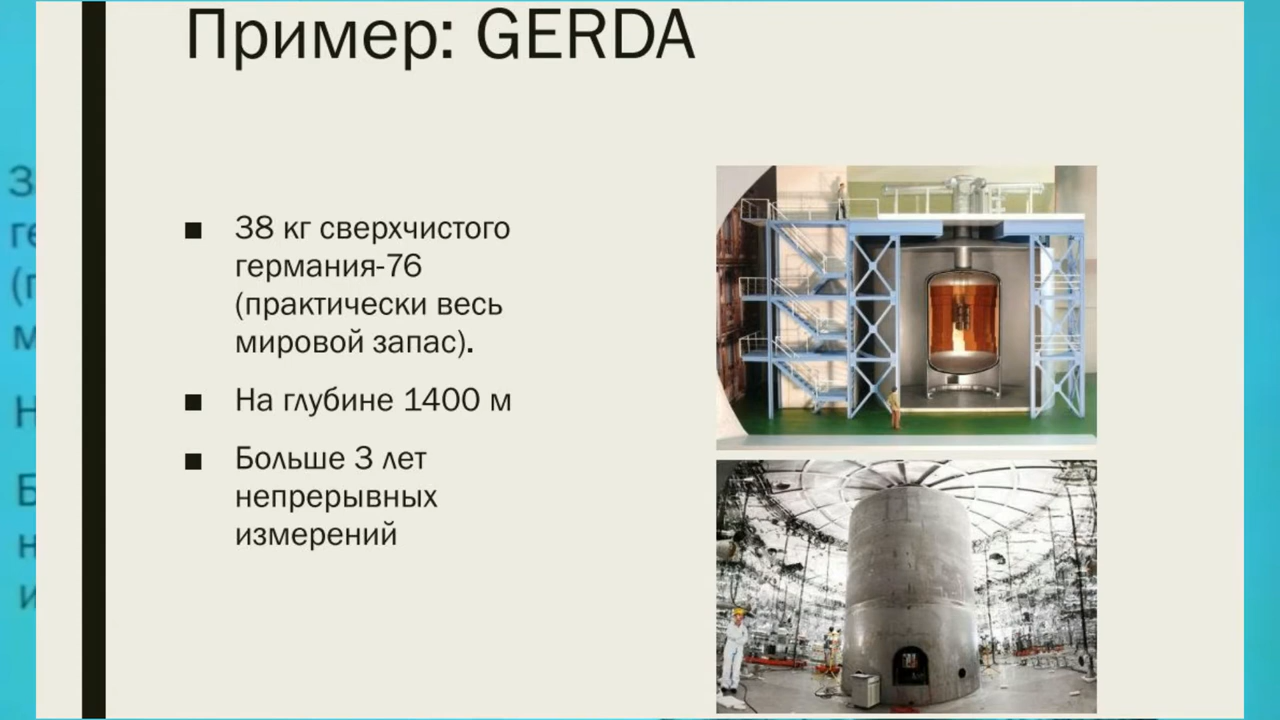 Пример: GERDA
■ 38 кг сверхчистого
германия-76
(практически весь
мировой запас).
■ На глубине 1400 м
■ Больше 3 лет
непрерывных
измерений